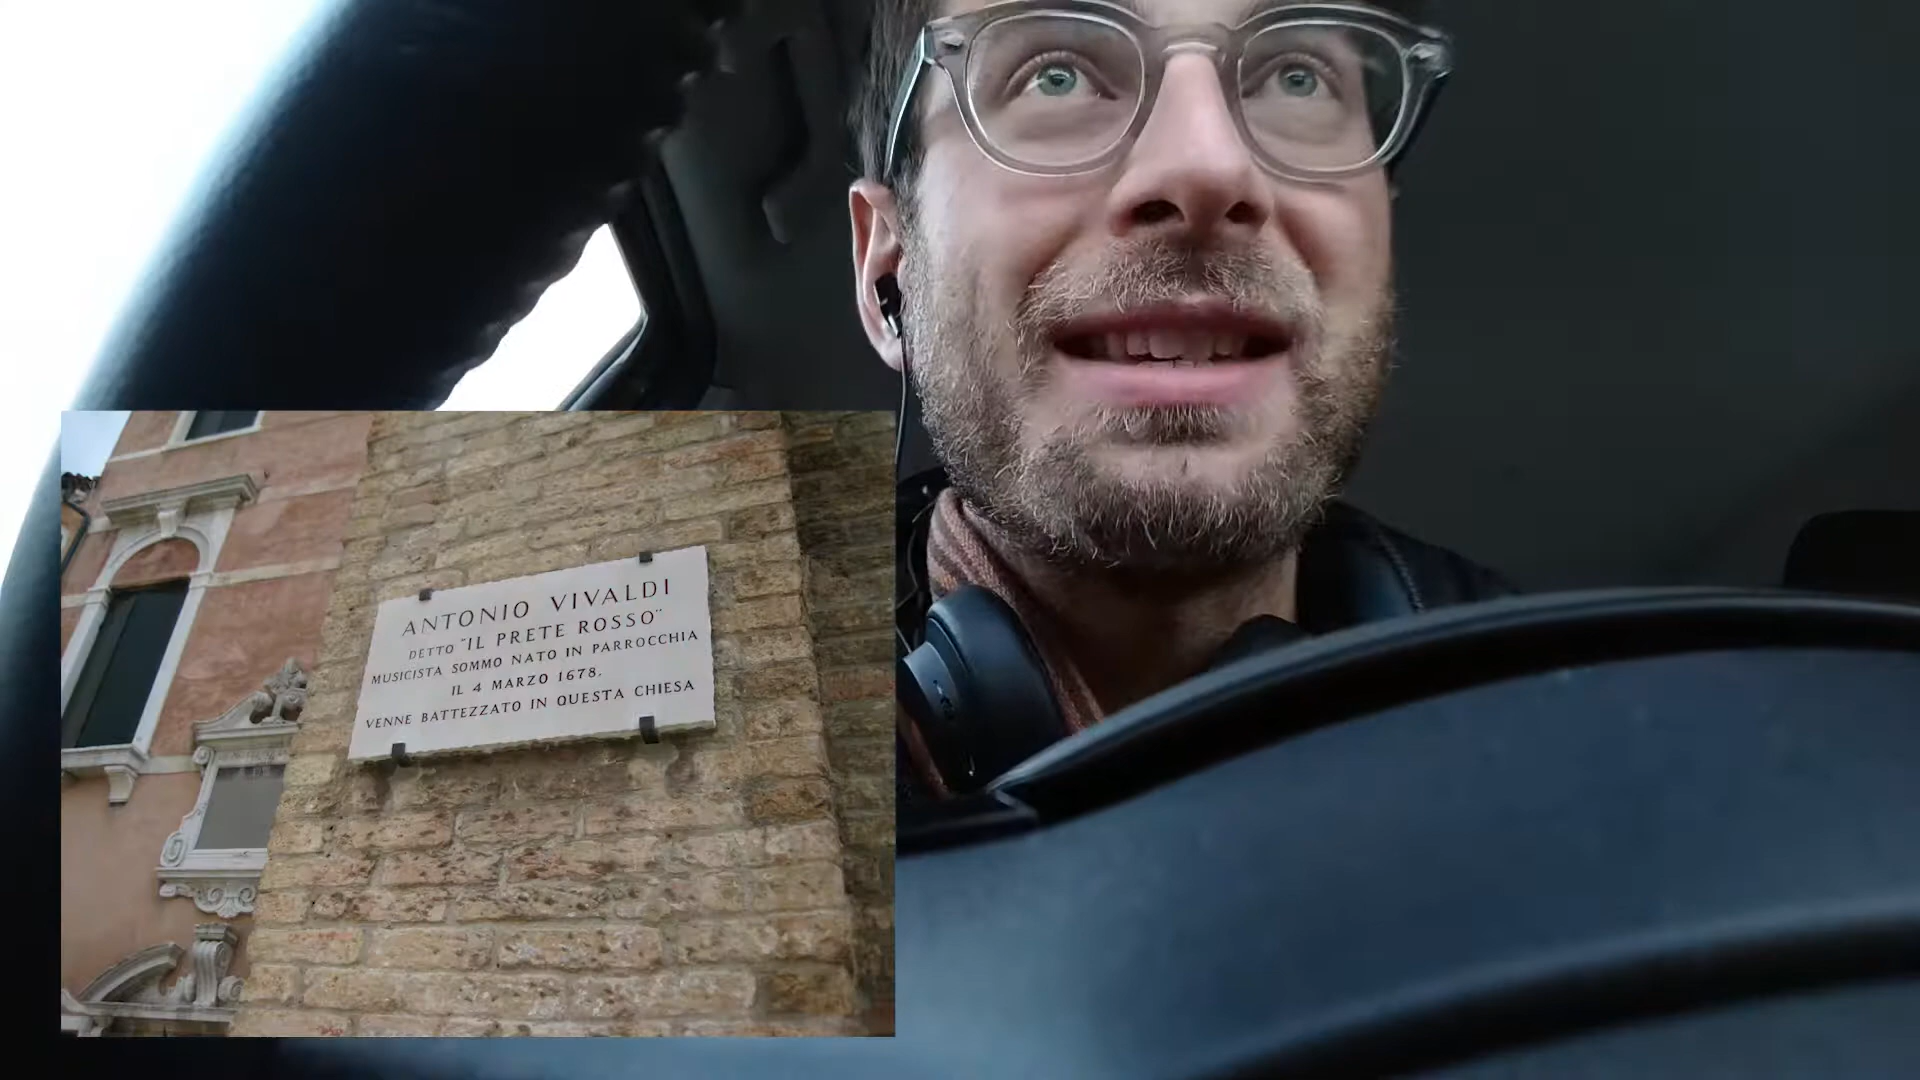 ANTONIO VIVALDI
DETTO "IL PRETE ROSSO"
MUSICISTA SOMMO NATO IN PARROCCHIA
IL 4 MARZO 1678,
VENNE BATTEZZATO IN QUESTA CHIESA